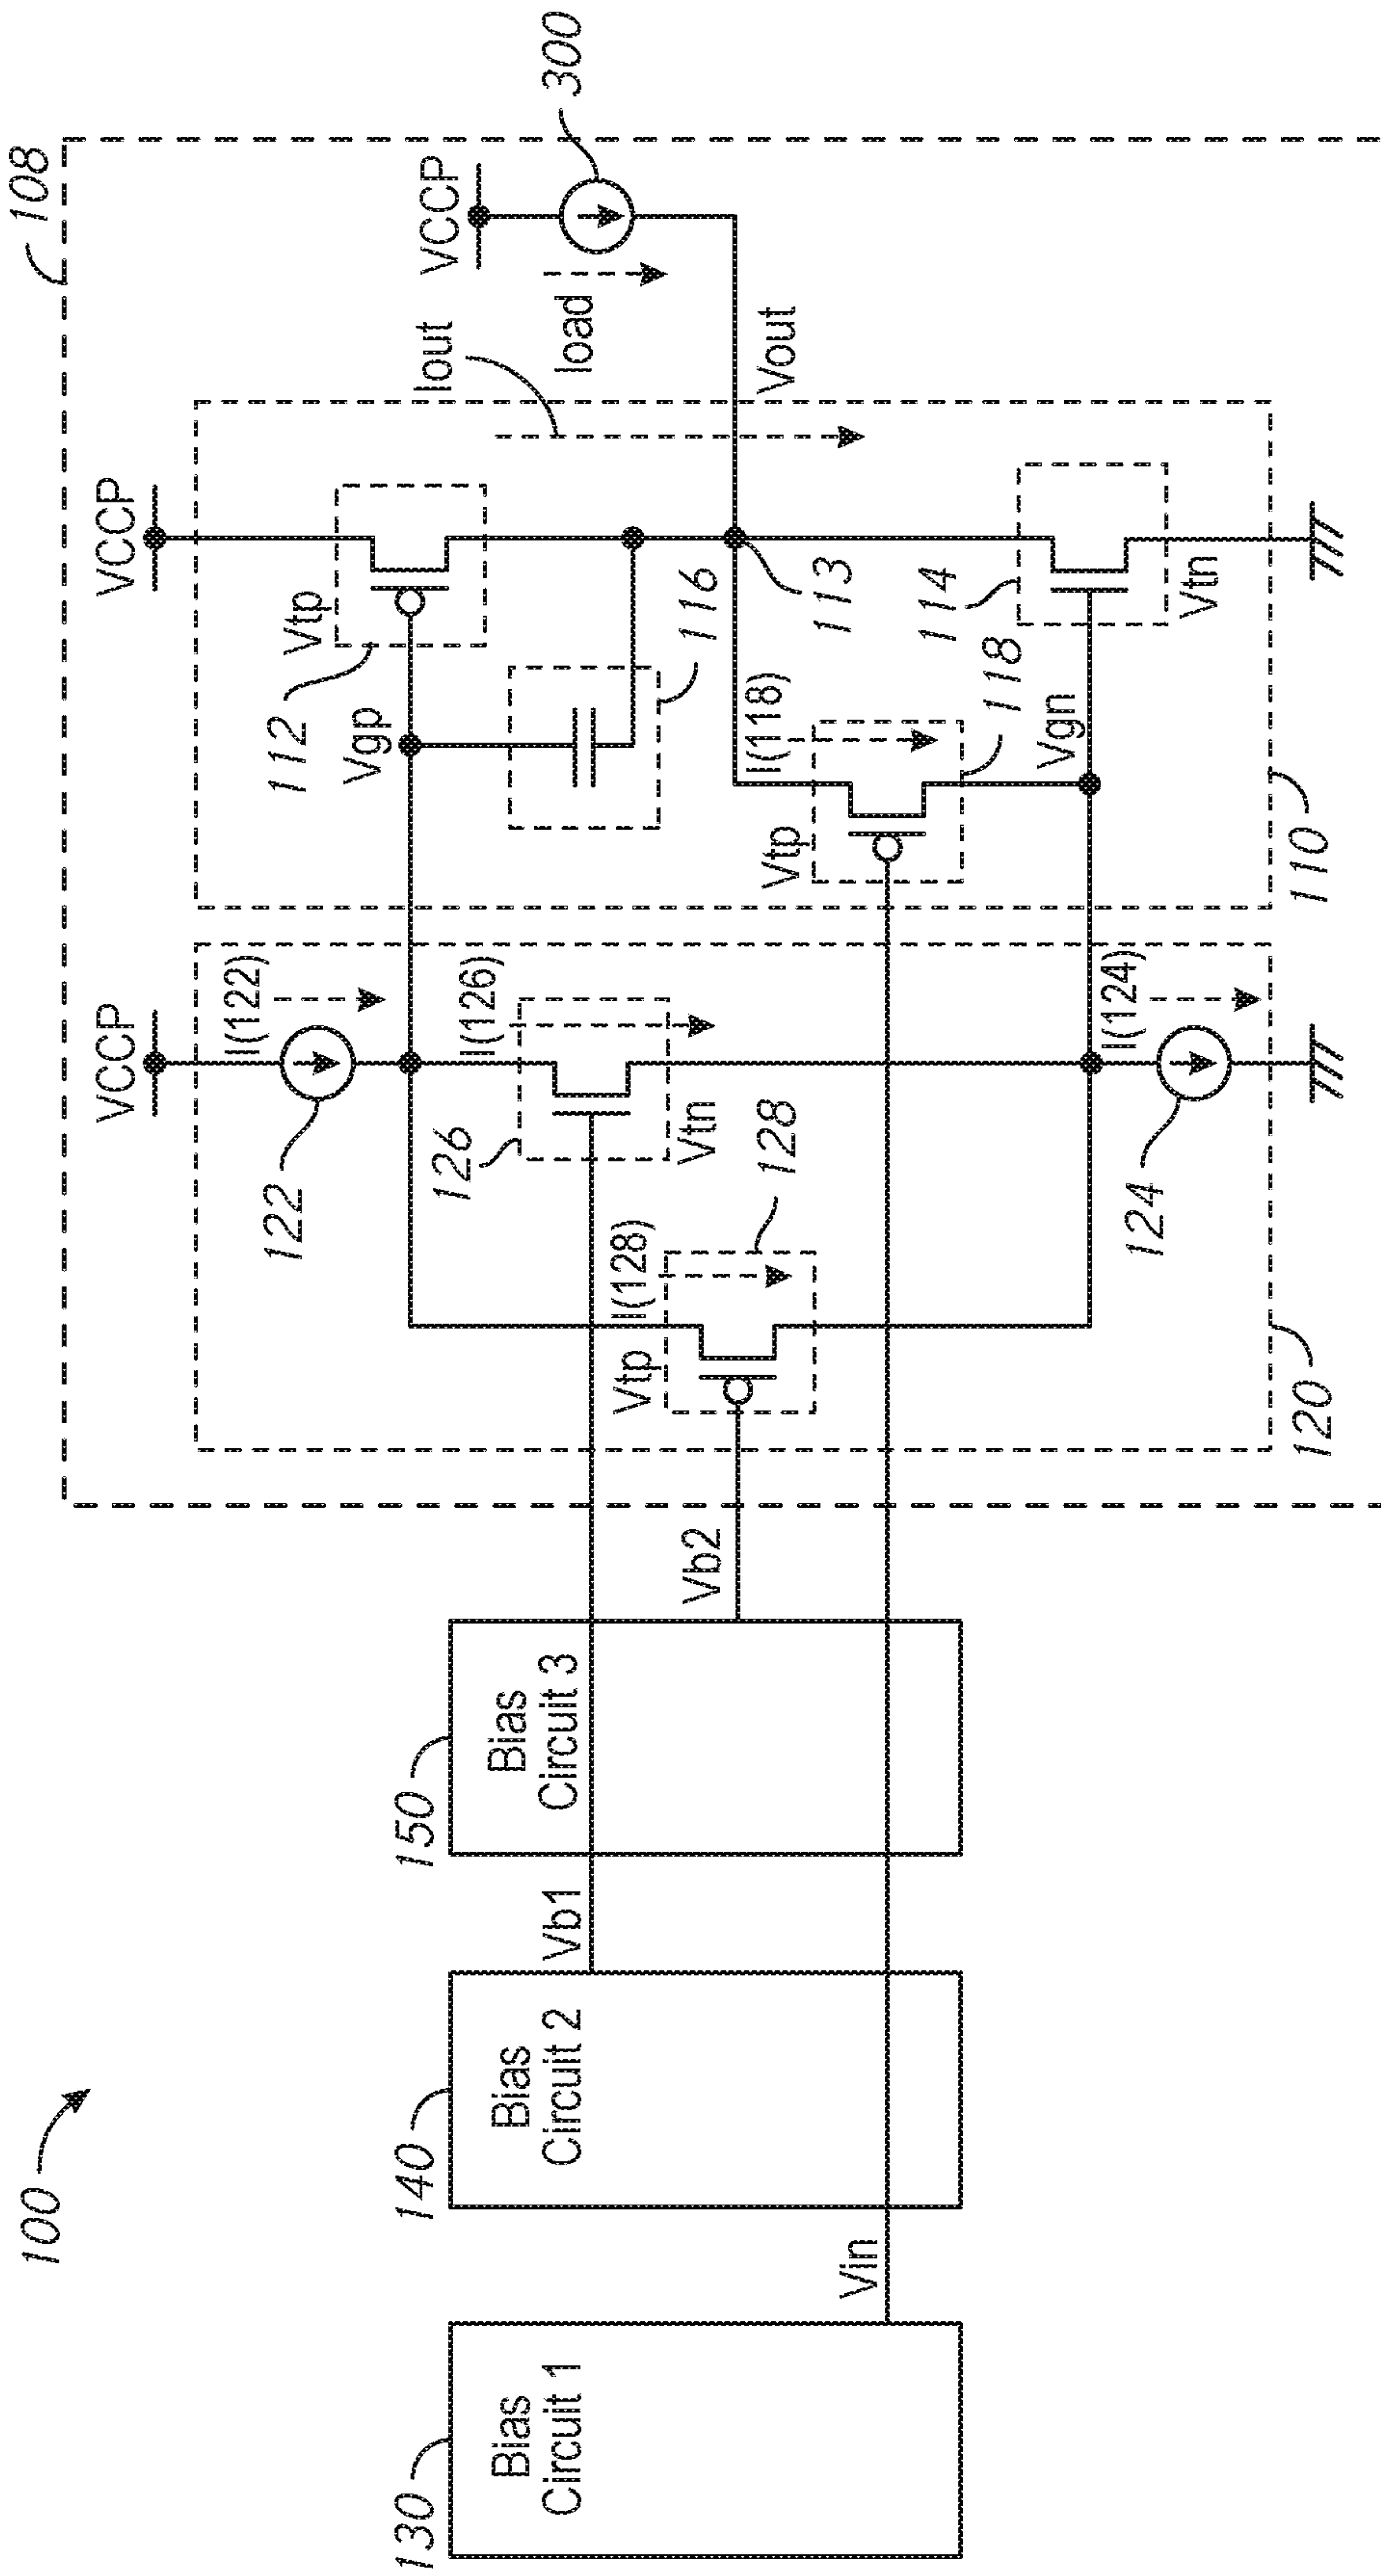 100
108
130
Bias
Circuit 1
Vin
140
Bias
Circuit 2
Vb1
150
Bias
Circuit 3
Vb2
VCCP
I(122)
122
I(126)
126
Vtn
I(128)
Vtp
128
I(124)
124
120
VCCP
Vtp
112
Vgp
116
I(118)
Vtp
118
113
114
Vgn
Vtn
110
Iout
VCCP
300
Ioad
Vout